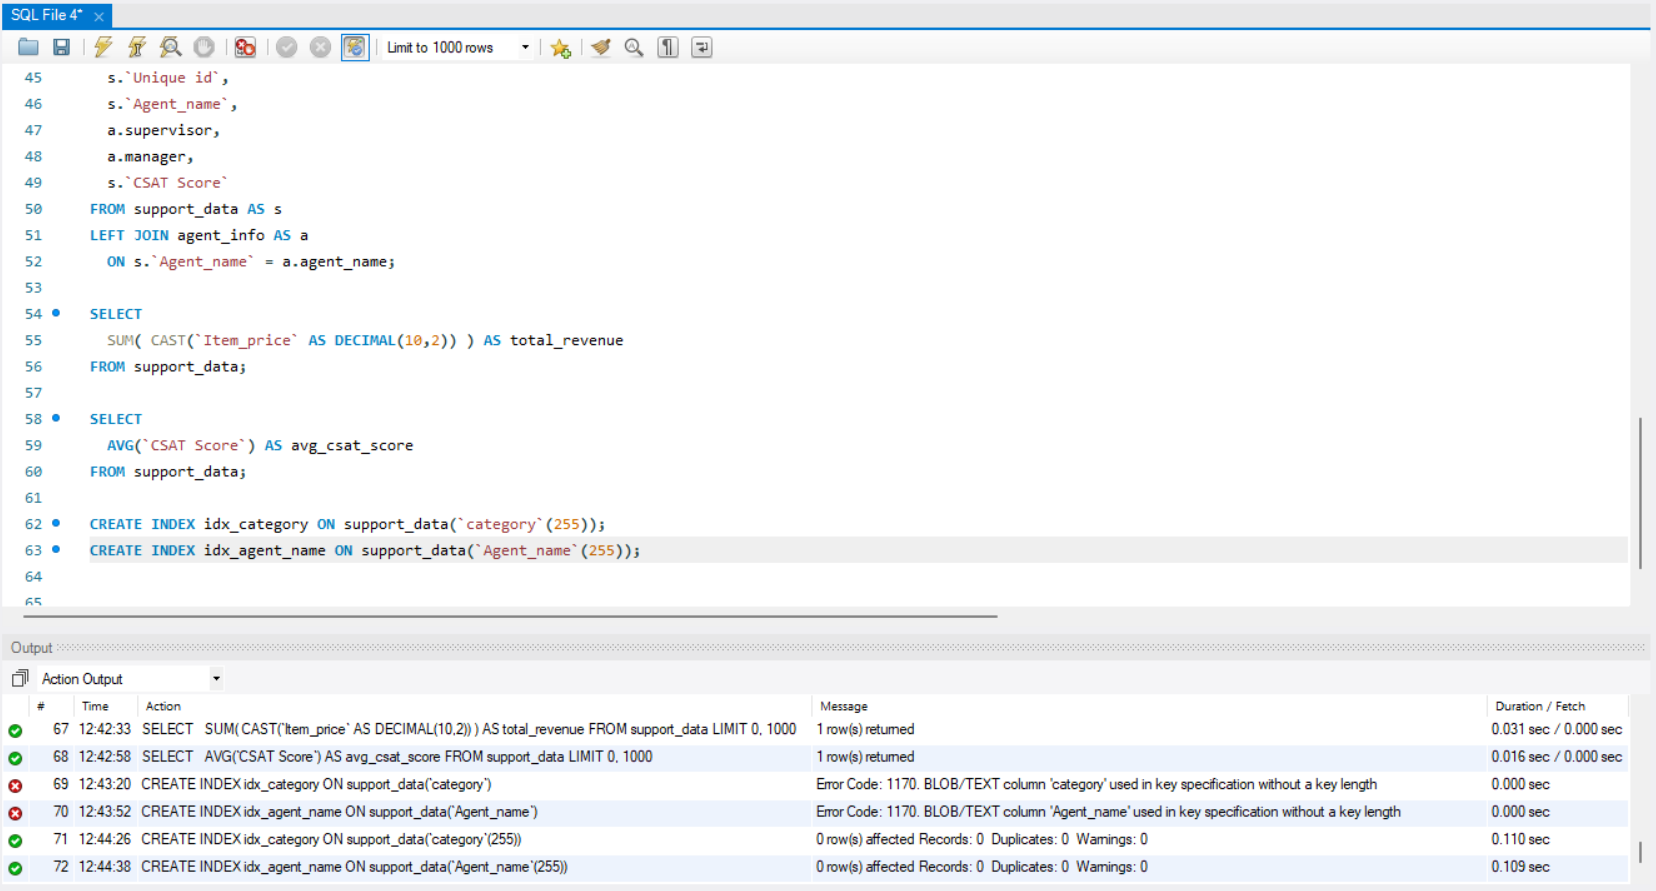 SQL File 4*
Limit to 1000 rows
45 s.`Unique id`,
46 s.`Agent_name`,
47 a.supervisor,
48 a.manager,
49 s.`CSAT Score`
50 FROM support_data AS s
51 LEFT JOIN agent_info AS a
52 ON s.`Agent_name` = a.agent_name;
53
54 SELECT
55 SUM( CAST(`Item_price` AS DECIMAL(10,2)) ) AS total_revenue
56 FROM support_data;
57
58 SELECT
59 AVG(`CSAT Score`) AS avg_csat_score
60 FROM support_data;
61
62 CREATE INDEX idx_category ON support_data(`category`(255));
63 CREATE INDEX idx_agent_name ON support_data(`Agent_name`(255));
64
65
Output
Action Output
# Time Action Message Duration / Fetch
67 12:42:33 SELECT SUM( CAST(`Item_price` AS DECIMAL(10,2)) ) AS total_revenue FROM support_data LIMIT 0, 1000 1 row(s) returned 0.031 sec / 0.000 sec
68 12:42:58 SELECT AVG(`CSAT Score`) AS avg_csat_score FROM support_data LIMIT 0, 1000 1 row(s) returned 0.016 sec / 0.000 sec
69 12:43:20 CREATE INDEX idx_category ON support_data(`category`) Error Code: 1170. BLOB/TEXT column 'category' used in key specification without a key length 0.000 sec
70 12:43:52 CREATE INDEX idx_agent_name ON support_data(`Agent_name`) Error Code: 1170. BLOB/TEXT column 'Agent_name' used in key specification without a key length 0.000 sec
71 12:44:26 CREATE INDEX idx_category ON support_data(`category`(255)) 0 row(s) affected Records: 0 Duplicates: 0 Warnings: 0 0.110 sec
72 12:44:38 CREATE INDEX idx_agent_name ON support_data(`Agent_name`(255)) 0 row(s) affected Records: 0 Duplicates: 0 Warnings: 0 0.109 sec